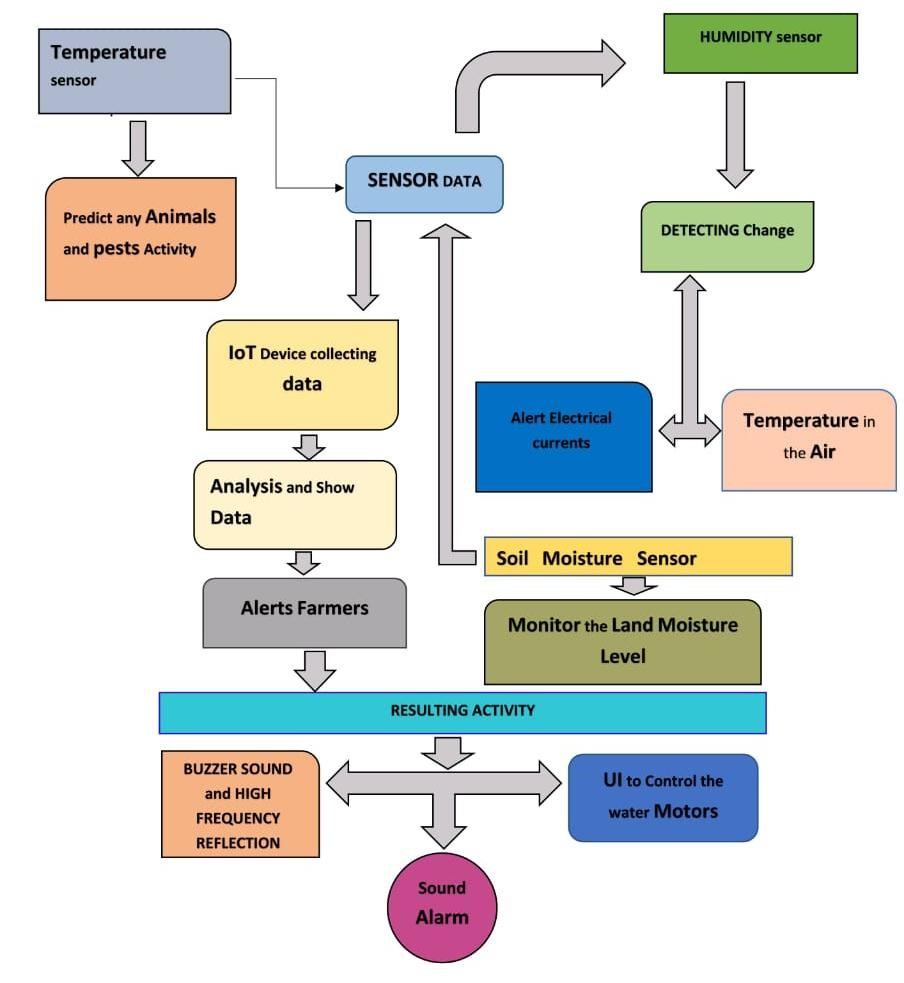 Temperature
sensor
HUMIDITY sensor
SENSOR DATA
Predict any Animals
and pests Activity
DETECTING Change
IoT Device collecting
data
Alert Electrical
currents
Temperature in
the Air
Analysis and Show
Data
Soil Moisture Sensor
Alerts Farmers
Monitor the Land Moisture
Level
RESULTING ACTIVITY
BUZZER SOUND
and HIGH
FREQUENCY
REFLECTION
UI to Control the
water Motors
Sound
Alarm